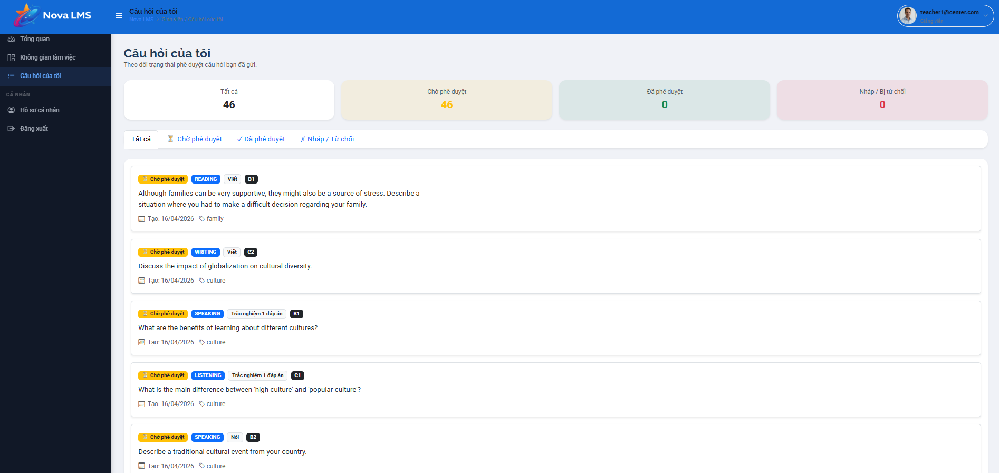 Nova LMS
Câu hỏi của tôi
Nova LMS > Giáo viên / Câu hỏi của tôi
teacher1@center.com
Giảng viên
Tổng quan
Không gian làm việc
Câu hỏi của tôi
CÁ NHÂN
Hồ sơ cá nhân
Đăng xuất
Câu hỏi của tôi
Theo dõi trạng thái phê duyệt câu hỏi bạn đã gửi.
Tất cả
46
Chờ phê duyệt
46
Đã phê duyệt
0
Nháp / Bị từ chối
0
Tất cả
⏳ Chờ phê duyệt
✓ Đã phê duyệt
✗ Nháp / Từ chối
⏳ Chờ phê duyệt READING Viết B1
Although families can be very supportive, they might also be a source of stress. Describe a
situation where you had to make a difficult decision regarding your family.
Tạo: 16/04/2026 family
⏳ Chờ phê duyệt WRITING Viết C2
Discuss the impact of globalization on cultural diversity.
Tạo: 16/04/2026 culture
⏳ Chờ phê duyệt SPEAKING Trắc nghiệm 1 đáp án B1
What are the benefits of learning about different cultures?
Tạo: 16/04/2026 culture
⏳ Chờ phê duyệt LISTENING Trắc nghiệm 1 đáp án C1
What is the main difference between 'high culture' and 'popular culture'?
Tạo: 16/04/2026 culture
⏳ Chờ phê duyệt SPEAKING Nói B2
Describe a traditional cultural event from your country.
Tạo: 16/04/2026 culture